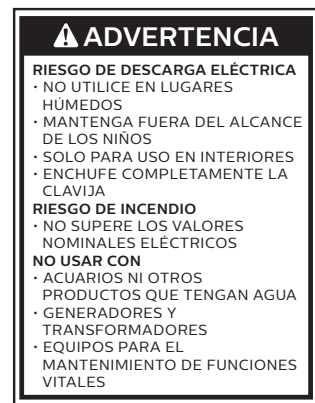 ADVERTENCIA
RIESGO DE DESCARGA ELÉCTRICA
· NO UTILICE EN LUGARES
HÚMEDOS
· MANTENGA FUERA DEL ALCANCE
DE LOS NIÑOS
· SOLO PARA USO EN INTERIORES
· ENCHUFE COMPLETAMENTE LA
CLAVIJA
RIESGO DE INCENDIO
· NO SUPERE LOS VALORES
NOMINALES ELÉCTRICOS
NO USAR CON
· ACUARIOS NI OTROS
PRODUCTOS QUE TENGAN AGUA
· GENERADORES Y
TRANSFORMADORES
· EQUIPOS PARA EL
MANTENIMIENTO DE FUNCIONES
VITALES